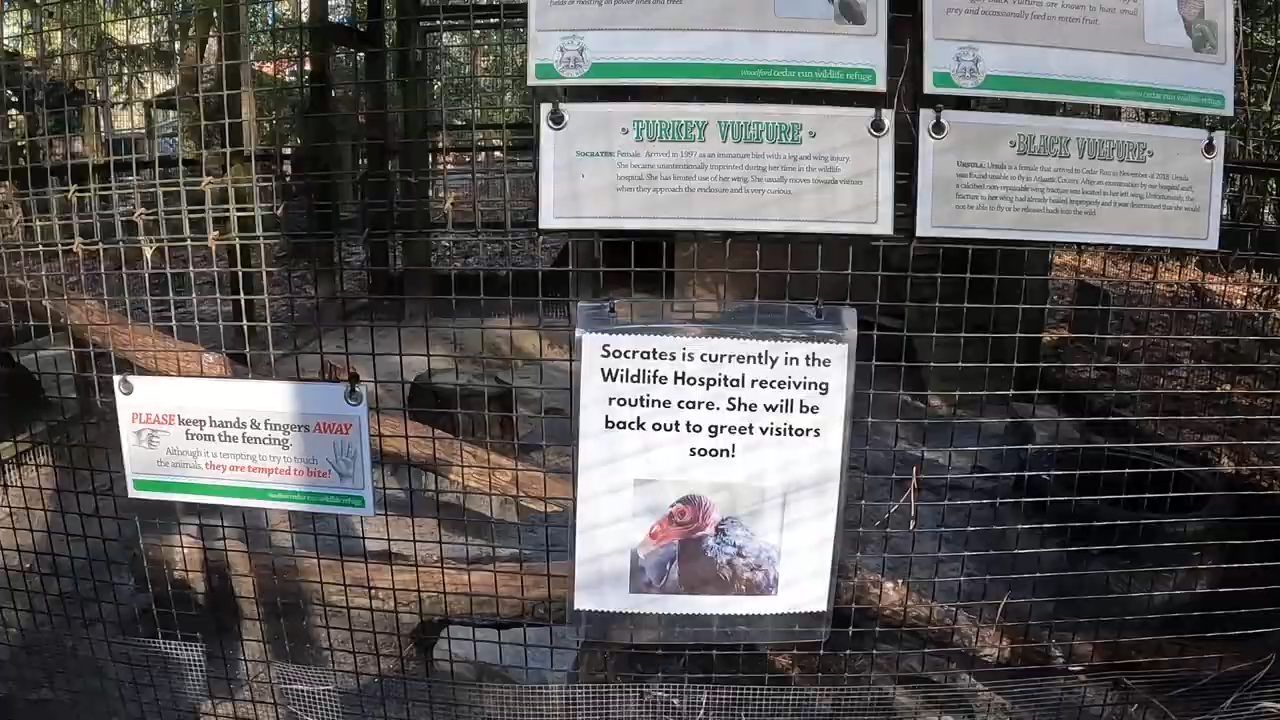 fields or roosting on power lines and trees.
Woodford Cedar run wildlife refuge
Black Vultures are known to hunt small
prey and occasionally feed on rotten fruit.
Woodford Cedar run wildlife refuge
• TURKEY VULTURE •
SOCRATES: Female. Arrived in 1997 as an immature bird with a leg and wing injury.
She became unintentionally imprinted during her time in the wildlife
hospital. She has limited use of her wing. She usually moves towards visitors
when they approach the enclosure and is very curious.
• BLACK VULTURE •
URSULA: Ursula is a female that arrived to Cedar Run in November of 2018. Ursula
was found unable to fly in Atlantic County. After an examination by our hospital staff,
a calcified non-repairable wing fracture was located in her left wing. Unfortunately, the
fracture to her wing had already healed improperly and it was determined that she would
not be able to fly or be released back into the wild.
PLEASE keep hands & fingers AWAY
from the fencing.
Although it is tempting to try to touch
the animals, they are tempted to bite!
Woodford Cedar run wildlife refuge
Socrates is currently in the
Wildlife Hospital receiving
routine care. She will be
back out to greet visitors
soon!